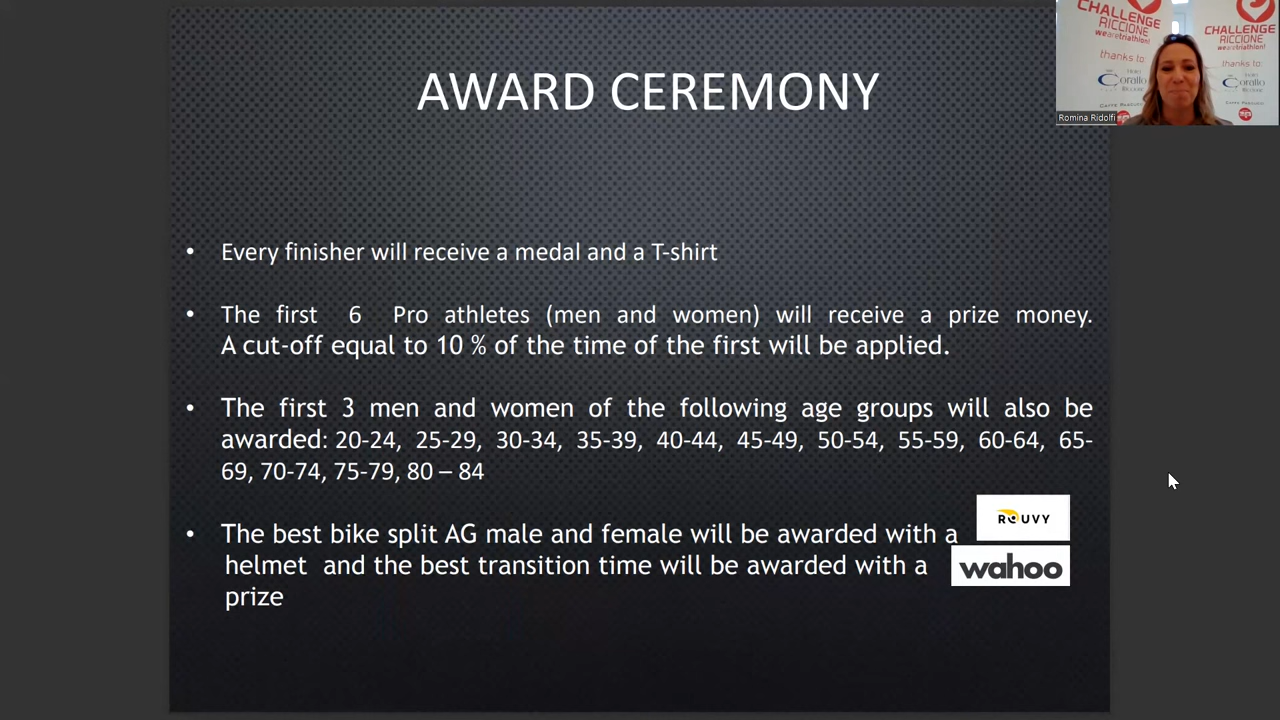 AWARD CEREMONY
• Every finisher will receive a medal and a T-shirt
• The first 6 Pro athletes (men and women) will receive a prize money.
A cut-off equal to 10 % of the time of the first will be applied.
• The first 3 men and women of the following age groups will also be
awarded: 20-24, 25-29, 30-34, 35-39, 40-44, 45-49, 50-54, 55-59, 60-64, 65-
69, 70-74, 75-79, 80 – 84
• The best bike split AG male and female will be awarded with a
helmet and the best transition time will be awarded with a
prize
ROUVY
wahoo
CHALLENGE
RICCIONE
wearetriathlon!
thanks to:
Corallo
CHALLENGE
RICCIONE
wearetriathlon!
thanks to:
Corallo
Romina Ridolfi